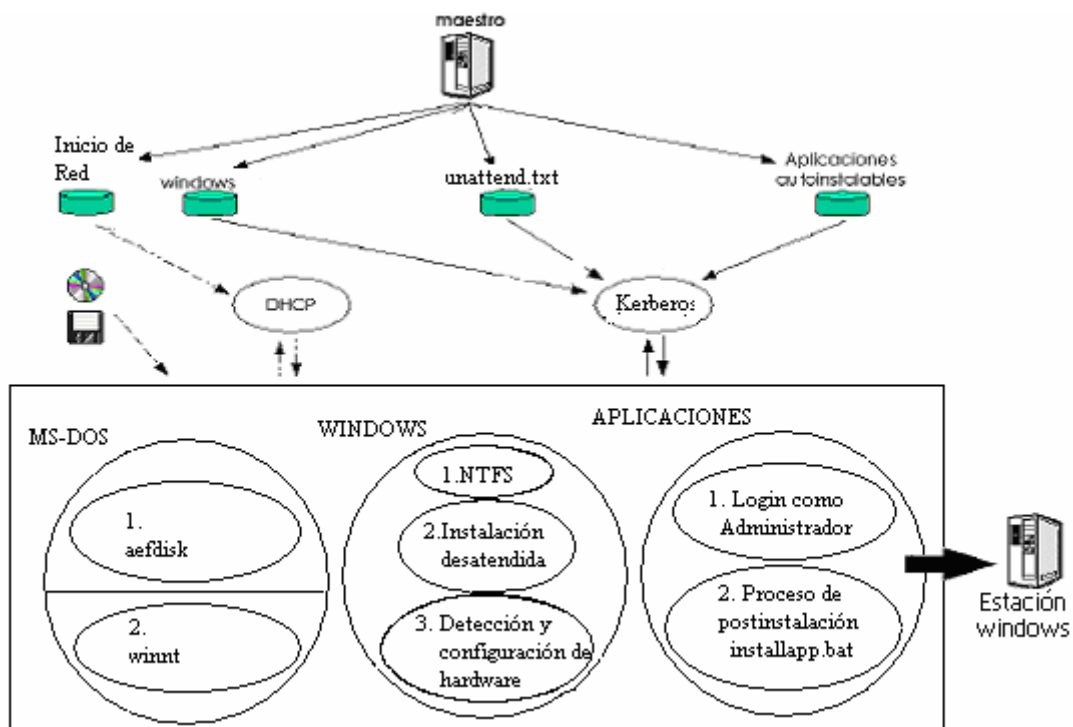 maestro
Inicio de
Red
windows
unattend.txt
Aplicaciones
autoinstalables
DHCP
Kerberos
MS-DOS
1.
aefdisk
2.
winnt
WINDOWS
1.NTFS
2.Instalación
desatendida
3. Detección y
configuración de
hardware
APLICACIONES
1. Login como
Administrador
2. Proceso de
postinstalación
installapp.bat
Estación
windows